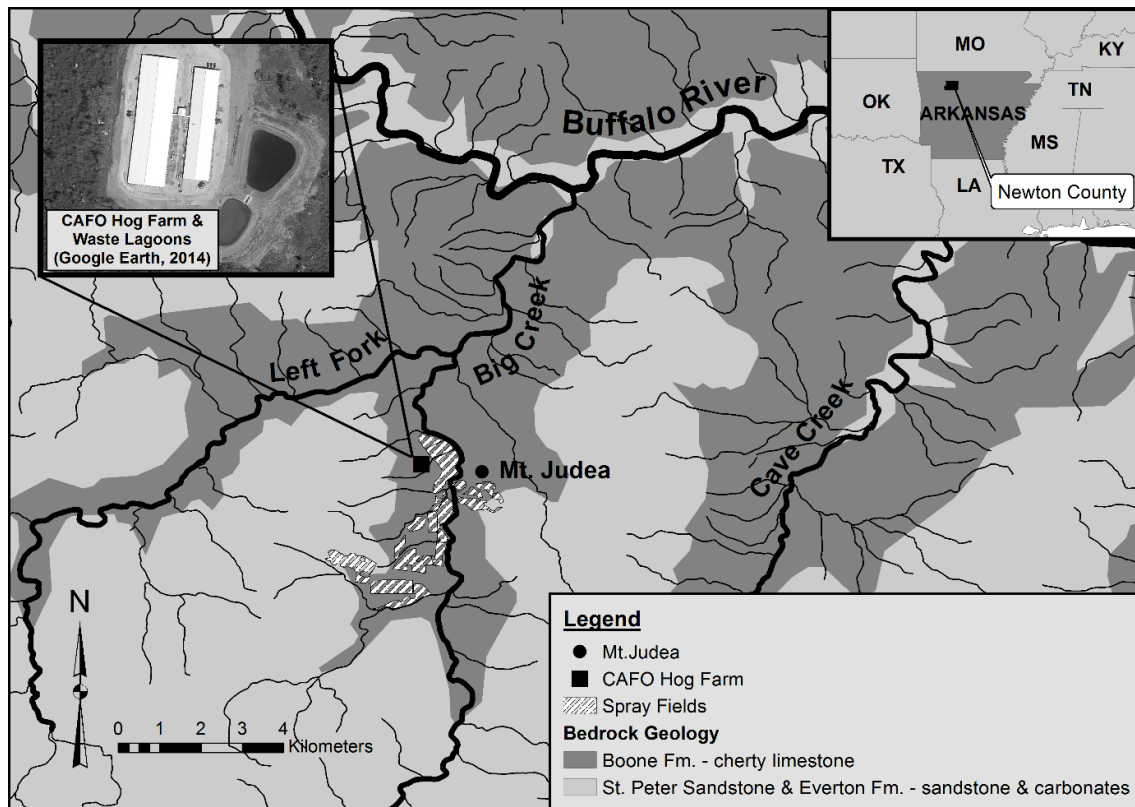 CAFO Hog Farm &
Waste Lagoons
(Google Earth, 2014)
Buffalo River
MO
KY
OK
ARKANSAS
TN
MS
TX
LA
Newton County
Left Fork
Big Creek
Cave Creek
Mt. Judea
N
0 1 2 3 4
Kilometers
Legend
Mt.Judea
CAFO Hog Farm
Spray Fields
Bedrock Geology
Boone Fm. - cherty limestone
St. Peter Sandstone & Everton Fm. - sandstone & carbonates